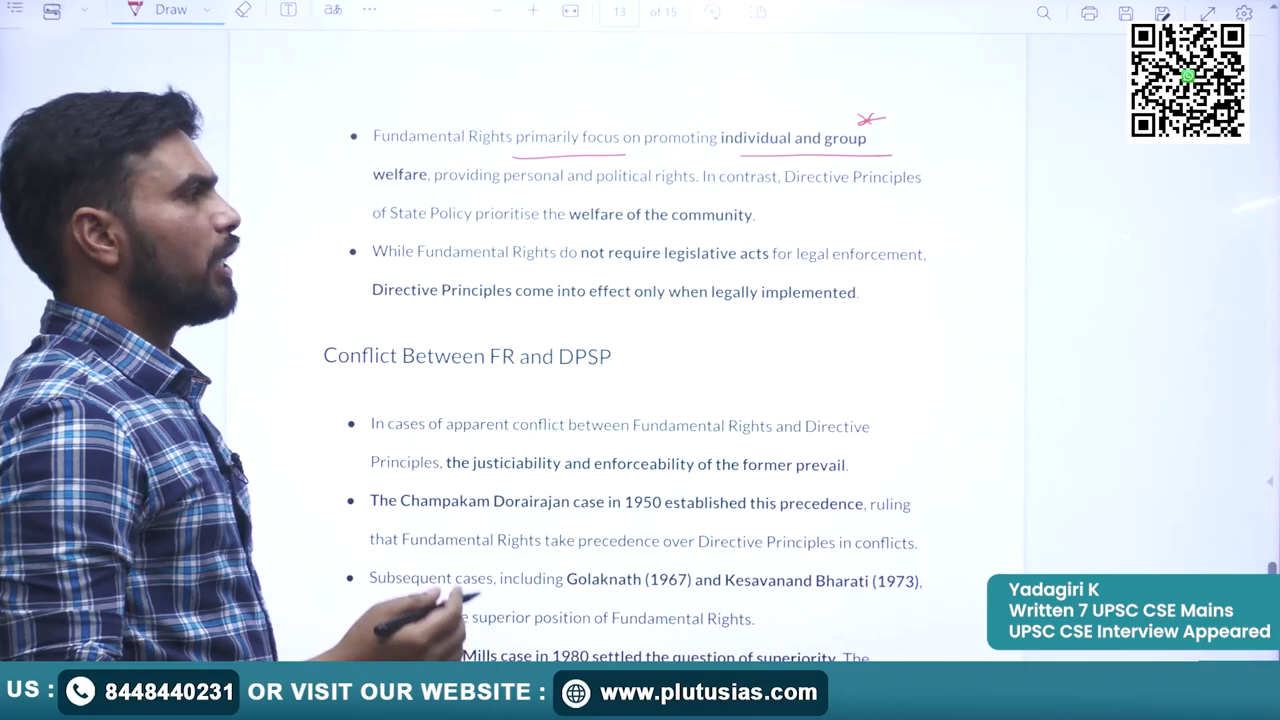 Draw
13 of 15
Fundamental Rights primarily focus on promoting individual and group
welfare, providing personal and political rights. In contrast, Directive Principles
of State Policy prioritise the welfare of the community.
While Fundamental Rights do not require legislative acts for legal enforcement,
Directive Principles come into effect only when legally implemented.
Conflict Between FR and DPSP
In cases of apparent conflict between Fundamental Rights and Directive
Principles, the justiciability and enforceability of the former prevail.
The Champakam Dorairajan case in 1950 established this precedence, ruling
that Fundamental Rights take precedence over Directive Principles in conflicts.
Subsequent cases, including Golaknath (1967) and Kesavanand Bharati (1973),
superior position of Fundamental Rights.
Mills case in 1980 settled the question of superiority. The
Yadagiri K
Written 7 UPSC CSE Mains
UPSC CSE Interview Appeared
US : 8448440231 OR VISIT OUR WEBSITE : www.plutusias.com